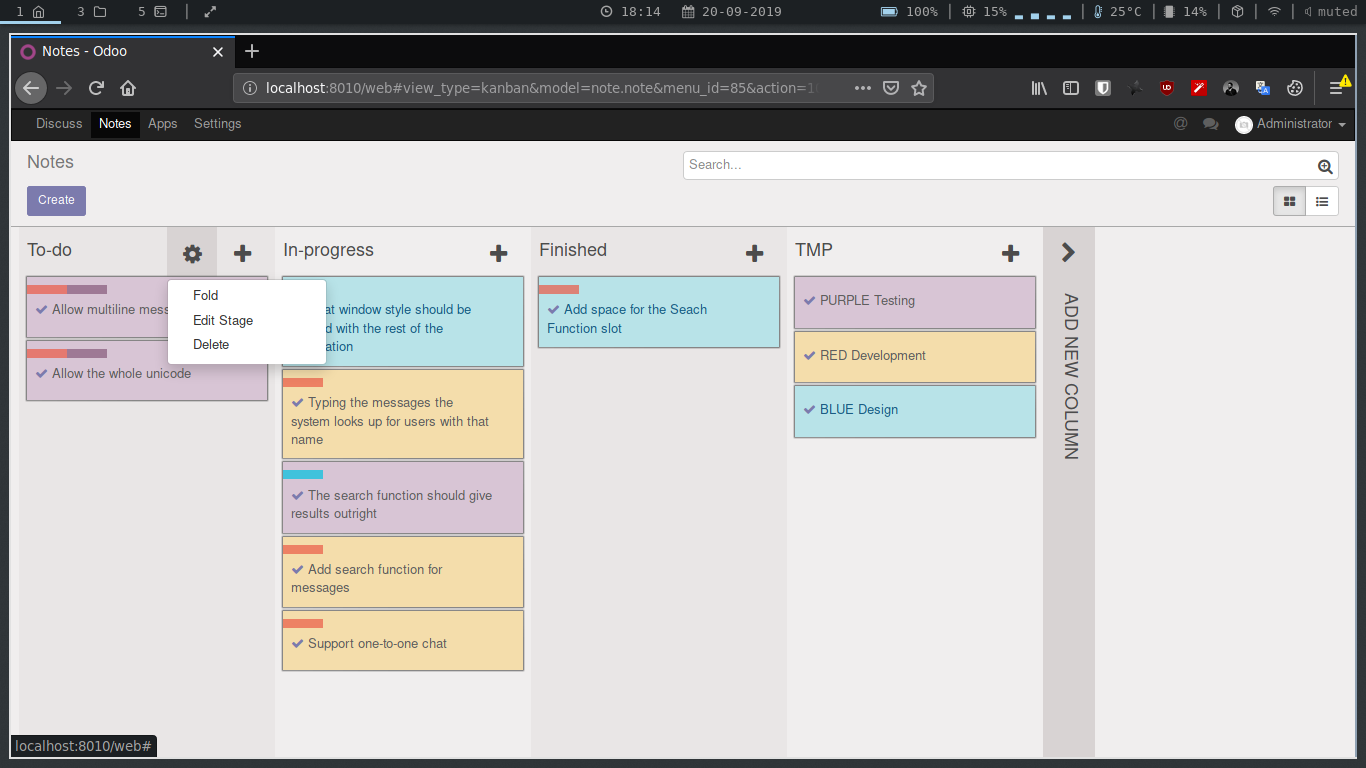 1 3 5 18:14 20-09-2019 100% 15% 25°C 14% muted
Notes - Odoo
localhost:8010/web#view_type=kanban&model=note.note&menu_id=85&action=1
Discuss Notes Apps Settings @ Administrator
Notes
Search...
Create
To-do In-progress Finished TMP
Fold
Edit Stage
Delete
Allow multiline mess
Allow the whole unicode
at window style should be
d with the rest of the
ation
Typing the messages the
system looks up for users with that
name
The search function should give
results outright
Add search function for
messages
Support one-to-one chat
Add space for the Seach
Function slot
PURPLE Testing
RED Development
BLUE Design
ADD NEW COLUMN
localhost:8010/web#